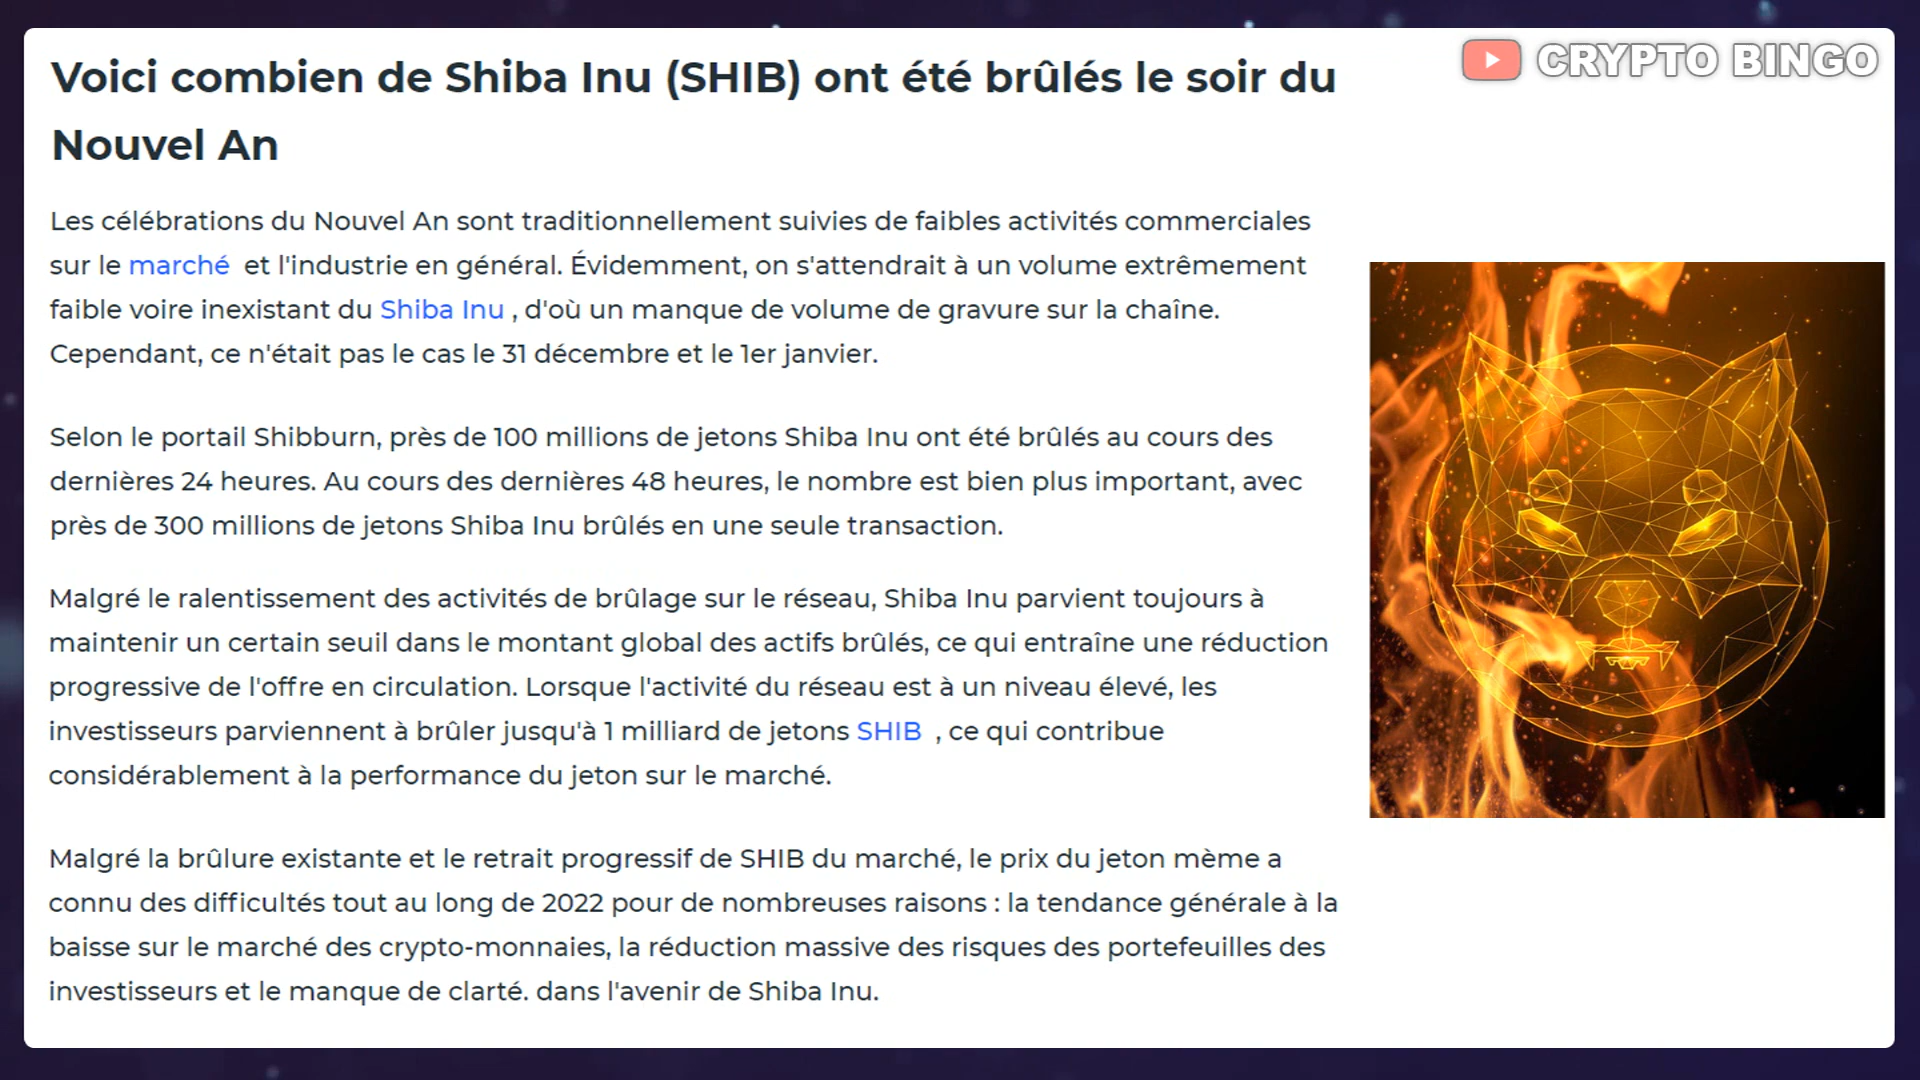 CRYPTO BINGO
Voici combien de Shiba Inu (SHIB) ont été brûlés le soir du
Nouvel An
Les célébrations du Nouvel An sont traditionnellement suivies de faibles activités commerciales
sur le marché et l'industrie en général. Évidemment, on s'attendrait à un volume extrêmement
faible voire inexistant du Shiba Inu , d'où un manque de volume de gravure sur la chaîne.
Cependant, ce n'était pas le cas le 31 décembre et le 1er janvier.
Selon le portail Shibburn, près de 100 millions de jetons Shiba Inu ont été brûlés au cours des
dernières 24 heures. Au cours des dernières 48 heures, le nombre est bien plus important, avec
près de 300 millions de jetons Shiba Inu brûlés en une seule transaction.
Malgré le ralentissement des activités de brûlage sur le réseau, Shiba Inu parvient toujours à
maintenir un certain seuil dans le montant global des actifs brûlés, ce qui entraîne une réduction
progressive de l'offre en circulation. Lorsque l'activité du réseau est à un niveau élevé, les
investisseurs parviennent à brûler jusqu'à 1 milliard de jetons SHIB , ce qui contribue
considérablement à la performance du jeton sur le marché.
Malgré la brûlure existante et le retrait progressif de SHIB du marché, le prix du jeton mème a
connu des difficultés tout au long de 2022 pour de nombreuses raisons : la tendance générale à la
baisse sur le marché des crypto-monnaies, la réduction massive des risques des portefeuilles des
investisseurs et le manque de clarté. dans l'avenir de Shiba Inu.